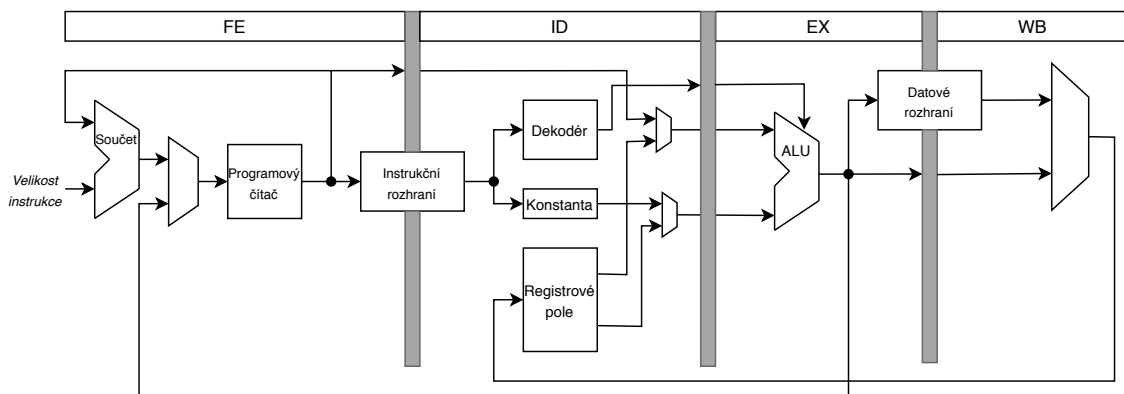 FE
ID
EX
WB
Součet
Velikost
instrukce
Programový
čítač
Instrukční
rozhraní
Dekodér
Konstanta
Registrové
pole
ALU
Datové
rozhraní